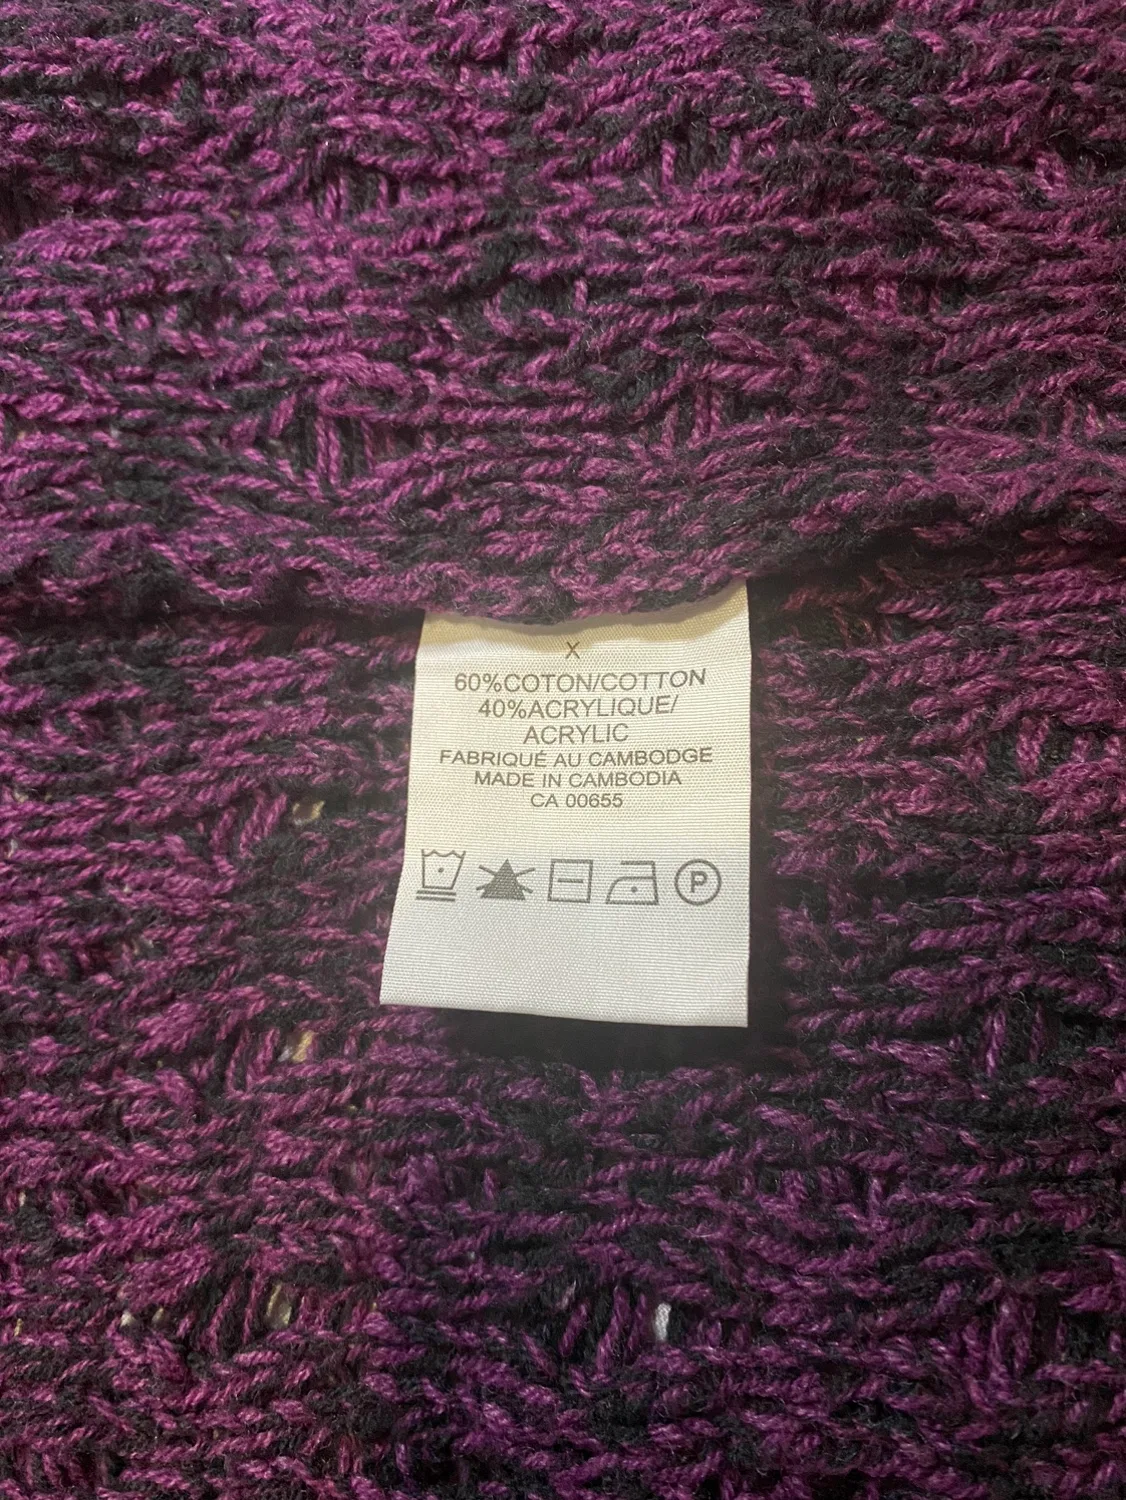 X
60%COTON/COTTON
40%ACRYLIQUE/
ACRYLIC
FABRIQUÉ AU CAMBODGE
MADE IN CAMBODIA
CA 00655
P